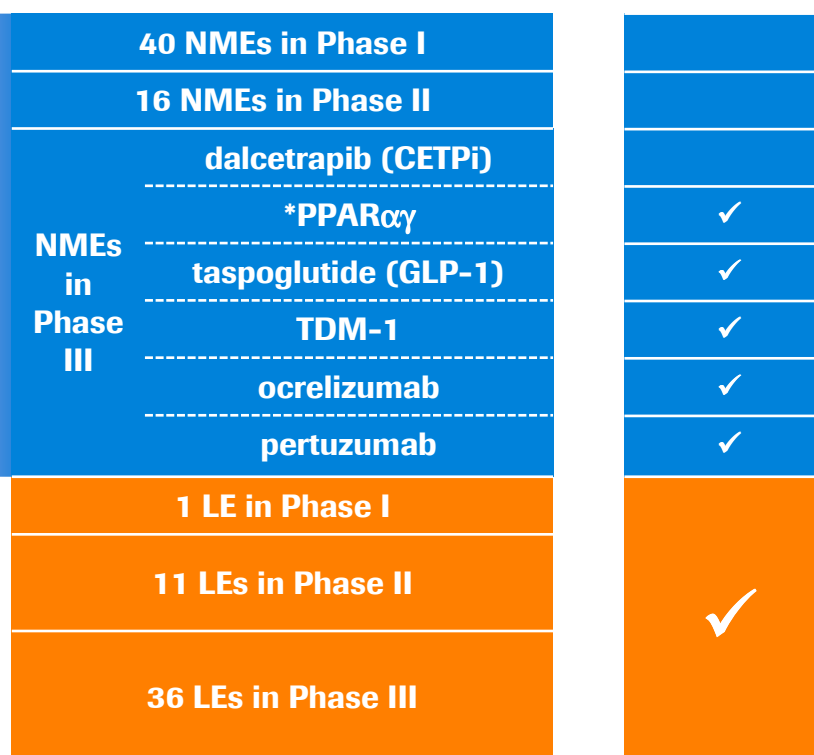 40 NMEs in Phase I
16 NMEs in Phase II
NMEs
in
Phase
III
dalcetrapib (CETPi)
*PPARαγ
✓
taspoglutide (GLP-1)
✓
TDM-1
✓
ocrelizumab
✓
pertuzumab
✓
1 LE in Phase I
11 LEs in Phase II
✓
36 LEs in Phase III